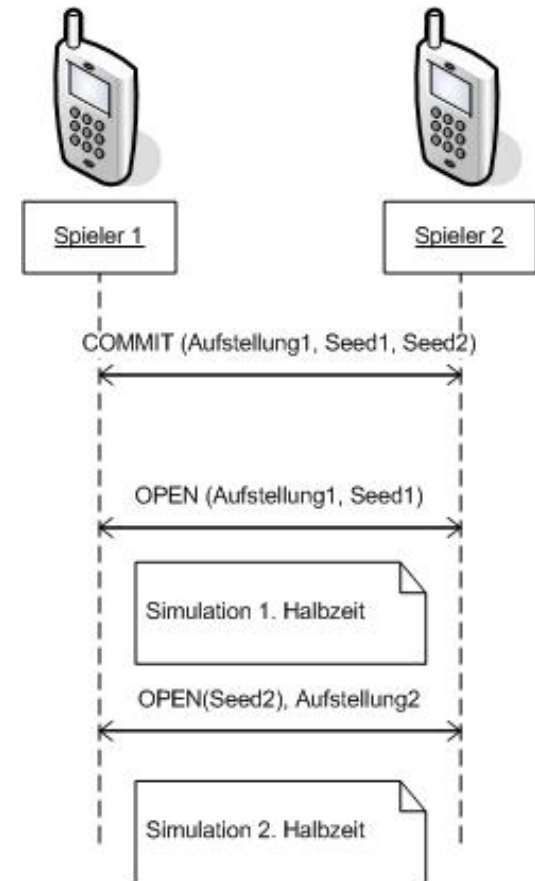 Spieler 1
Spieler 2
COMMIT (Aufstellung1, Seed1, Seed2)
OPEN (Aufstellung1, Seed1)
Simulation 1. Halbzeit
OPEN(Seed2), Aufstellung2
Simulation 2. Halbzeit